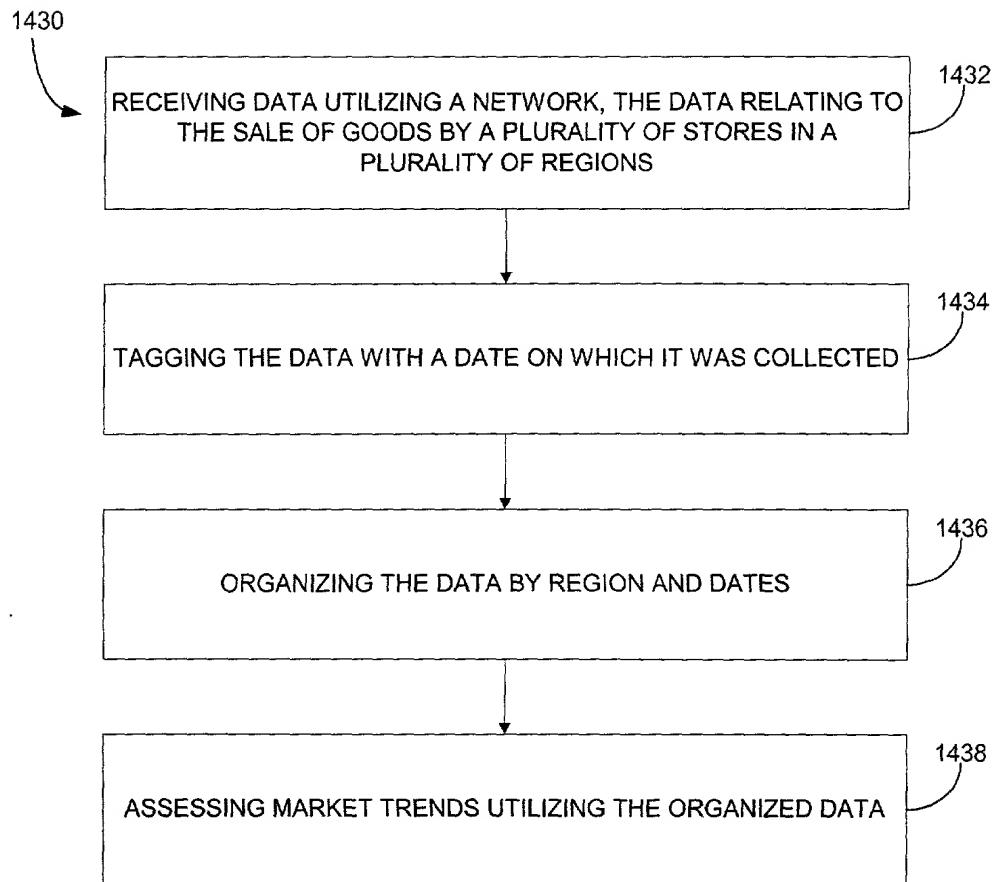 1430
1432
RECEIVING DATA UTILIZING A NETWORK, THE DATA RELATING TO
THE SALE OF GOODS BY A PLURALITY OF STORES IN A
PLURALITY OF REGIONS
1434
TAGGING THE DATA WITH A DATE ON WHICH IT WAS COLLECTED
1436
ORGANIZING THE DATA BY REGION AND DATES
1438
ASSESSING MARKET TRENDS UTILIZING THE ORGANIZED DATA